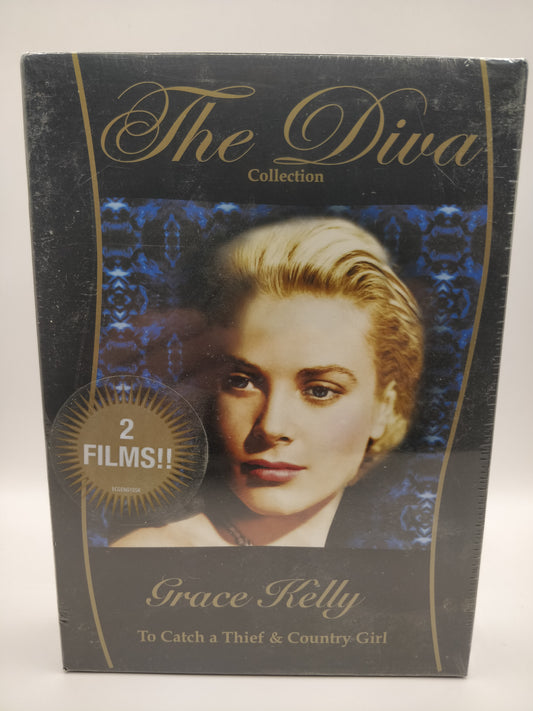 The Diva
Collection
2
FILMS!!
Grace Kelly
To Catch a Thief & Country Girl